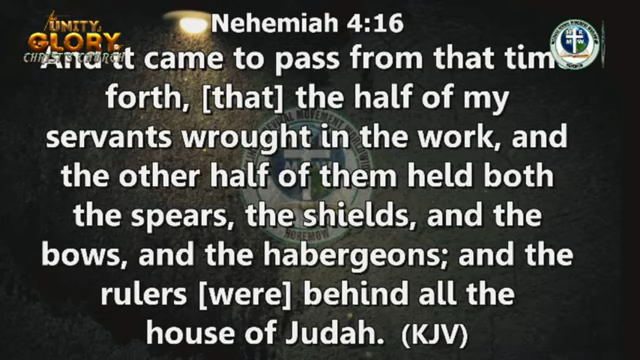 Nehemiah 4:16
UNITY,
GLORY
CHRIST'S CHURCH
And it came to pass from that tim
forth, [that] the half of my
servants wrought in the work, and
the other half of them held both
the spears, the shields, and the
bows, and the habergeons; and the
rulers [were] behind all the
house of Judah. (KJV)